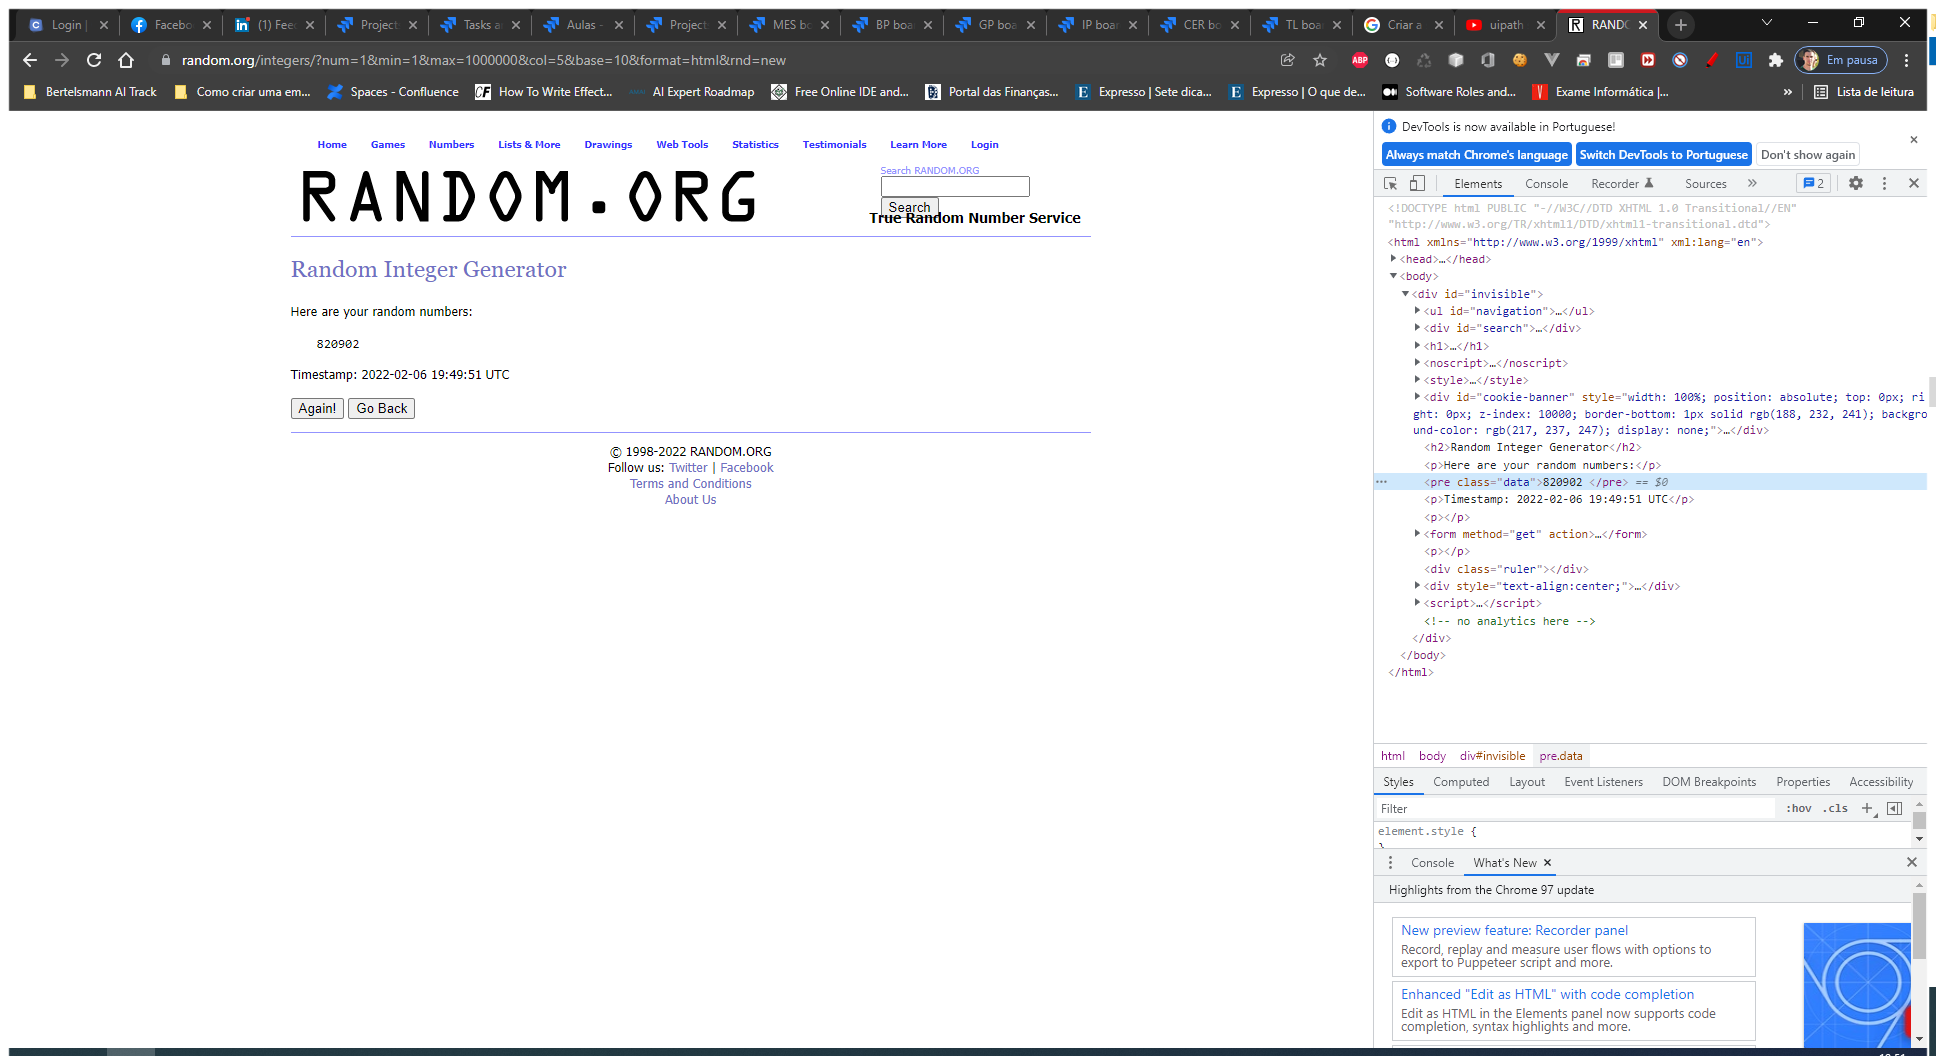 Login |
Facebo
(1) Feed
Project
Tasks a
Aulas -
Project
MES bo
BP boa
GP boa
IP boar
CER bo
TL boa
Criar a
uipath
RANDO
random.org/integers/?num=1&min=1&max=1000000&col=5&base=10&format=html&rnd=new
ABP
Em pausa
Bertelsmann AI Track
Como criar uma em...
Spaces - Confluence
CF How To Write Effect...
AI Expert Roadmap
Free Online IDE and...
Portal das Finanças...
E Expresso | Sete dica...
E Expresso | O que de...
Software Roles and...
Exame Informática |...
»
Lista de leitura
Home Games Numbers Lists & More Drawings Web Tools Statistics Testimonials Learn More Login
RANDOM.ORG
Search RANDOM.ORG
Search
True Random Number Service
Random Integer Generator
Here are your random numbers:
820902
Timestamp: 2022-02-06 19:49:51 UTC
Again! Go Back
© 1998-2022 RANDOM.ORG
Follow us: Twitter | Facebook
Terms and Conditions
About Us
DevTools is now available in Portuguese!
Always match Chrome's language Switch DevTools to Portuguese Don't show again
Elements Console Recorder Sources » 2
<!DOCTYPE html PUBLIC "-//W3C//DTD XHTML 1.0 Transitional//EN"
"http://www.w3.org/TR/xhtml1/DTD/xhtml1-transitional.dtd">
<html xmlns="http://www.w3.org/1999/xhtml" xml:lang="en">
<head>…</head>
<body>
<div id="invisible">
<ul id="navigation">…</ul>
<div id="search">…</div>
<h1>…</h1>
<noscript>…</noscript>
<style>…</style>
<div id="cookie-banner" style="width: 100%; position: absolute; top: 0px; ri
ght: 0px; z-index: 10000; border-bottom: 1px solid rgb(188, 232, 241); backgro
und-color: rgb(217, 237, 247); display: none;">…</div>
<h2>Random Integer Generator</h2>
<p>Here are your random numbers:</p>
<pre class="data">820902 </pre> == $0
<p>Timestamp: 2022-02-06 19:49:51 UTC</p>
<p></p>
<form method="get" action>…</form>
<p></p>
<div class="ruler"></div>
<div style="text-align:center;">…</div>
<script>…</script>
<!-- no analytics here -->
</div>
</body>
</html>
html body div#invisible pre.data
Styles Computed Layout Event Listeners DOM Breakpoints Properties Accessibility
Filter :hov .cls +
element.style {
}
Console What's New
Highlights from the Chrome 97 update
New preview feature: Recorder panel
Record, replay and measure user flows with options to
export to Puppeteer script and more.
Enhanced "Edit as HTML" with code completion
Edit as HTML in the Elements panel now supports code
completion, syntax highlights and more.